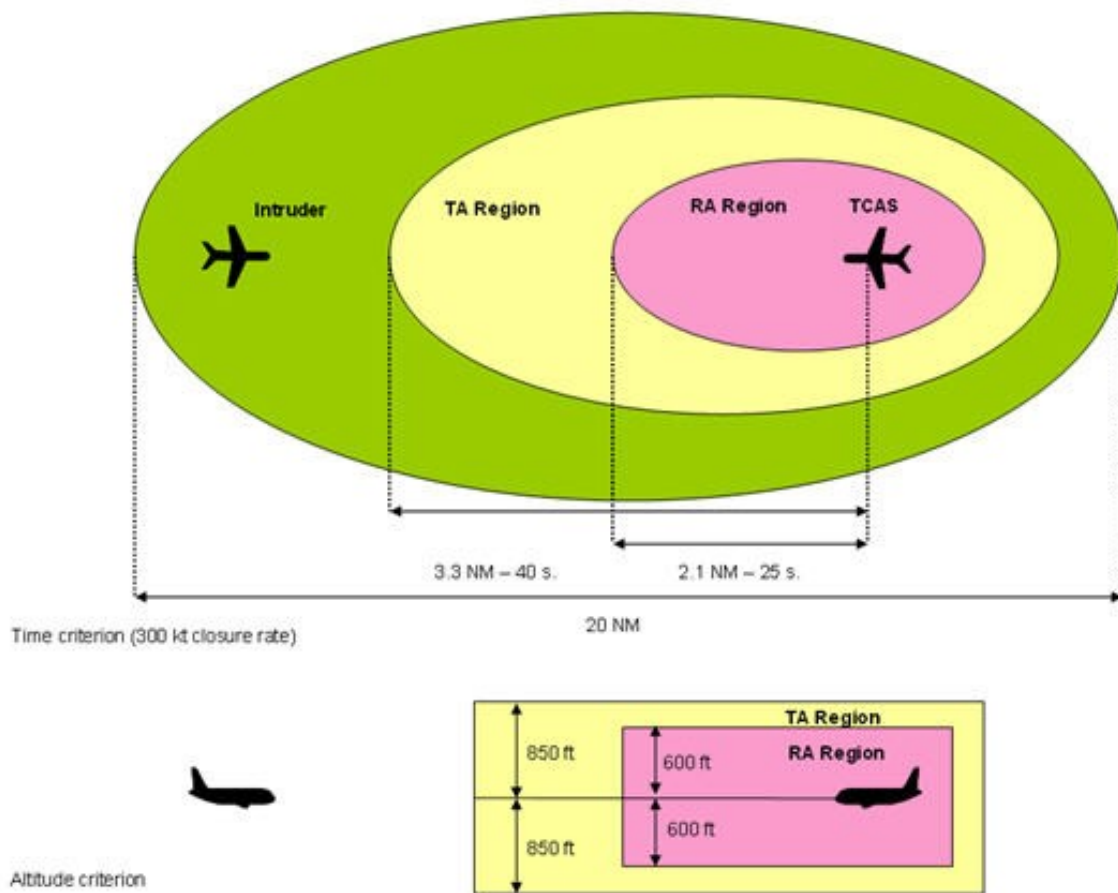 Intruder
TA Region
RA Region
TCAS
3.3 NM – 40 s.
2.1 NM – 25 s.
20 NM
Time criterion (300 kt closure rate)
TA Region
850 ft
600 ft
RA Region
850 ft
600 ft
Altitude criterion